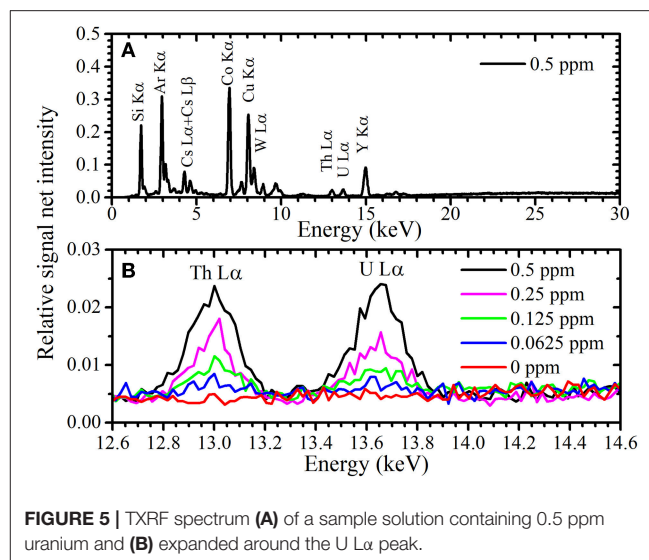 Relative signal net intensity
0.5
0.4
0.3
0.2
0.1
0.0
A
Si Kα
Ar Kα
Cs Lα+Cs Lβ
Co Kα
Cu Kα
W Lα
Th Lα
U Lα
Y Kα
0.5 ppm
0 5 10 15 20 25 30
Energy (keV)
0.03
0.02
0.01
0.00
B
Th Lα
U Lα
0.5 ppm
0.25 ppm
0.125 ppm
0.0625 ppm
0 ppm
12.6 12.8 13.0 13.2 13.4 13.6 13.8 14.0 14.2 14.4 14.6
Energy (keV)
FIGURE 5 | TXRF spectrum (A) of a sample solution containing 0.5 ppm
uranium and (B) expanded around the U Lα peak.